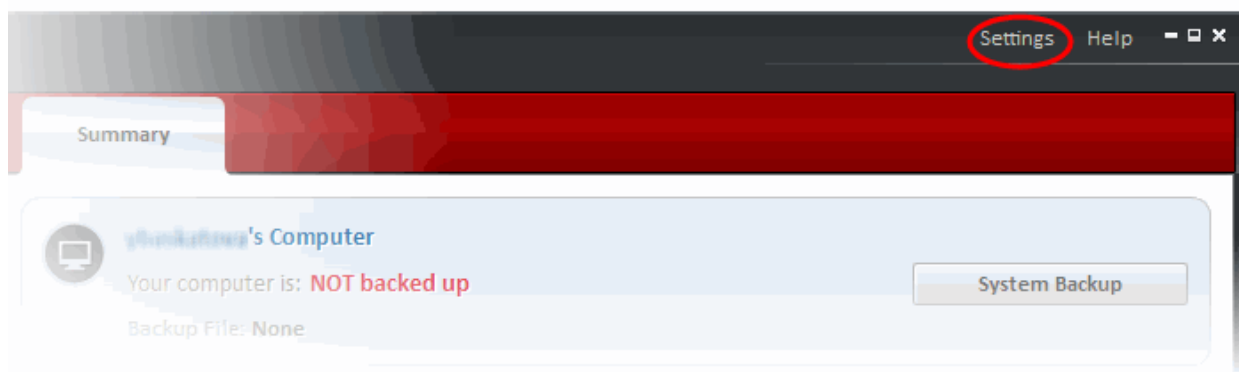 Settings Help
Summary
's Computer
Your computer is: NOT backed up
System Backup
Backup File: None